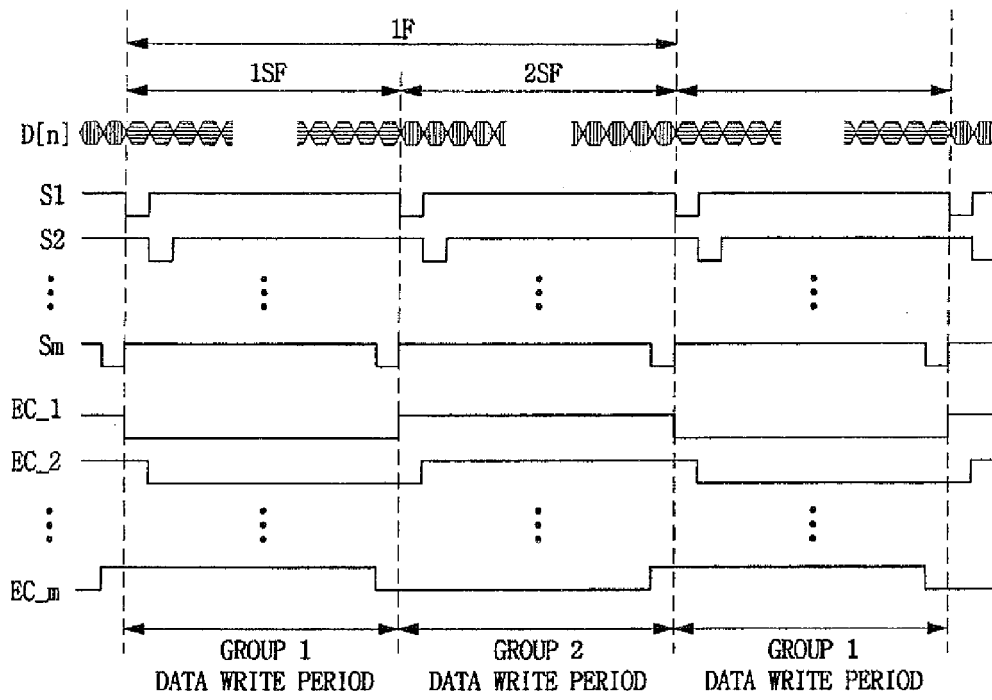 1F
1SF 2SF
D[n]
S1
S2
Sm
EC_1
EC_2
EC_m
GROUP 1 GROUP 2 GROUP 1
DATA WRITE PERIOD DATA WRITE PERIOD DATA WRITE PERIOD